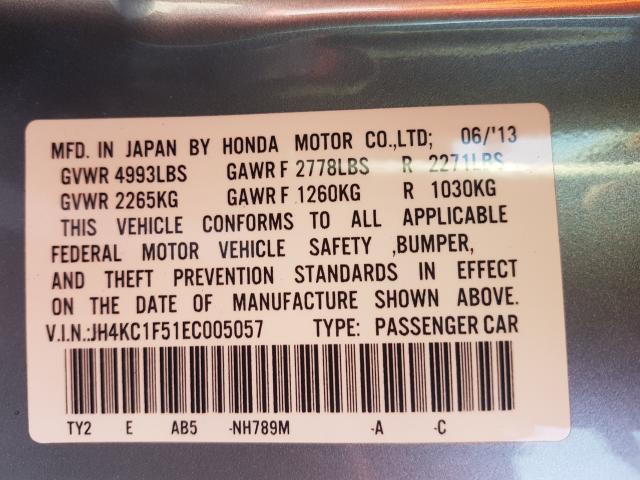 MFD. IN JAPAN BY HONDA MOTOR CO.,LTD; 06/'13
GVWR 4993LBS GAWR F 2778LBS R 2271LBS
GVWR 2265KG GAWR F 1260KG R 1030KG
THIS VEHICLE CONFORMS TO ALL APPLICABLE
FEDERAL MOTOR VEHICLE SAFETY ,BUMPER,
AND THEFT PREVENTION STANDARDS IN EFFECT
ON THE DATE OF MANUFACTURE SHOWN ABOVE.
V.I.N.:JH4KC1F51EC005057 TYPE: PASSENGER CAR
TY2 E AB5 -NH789M -A -C